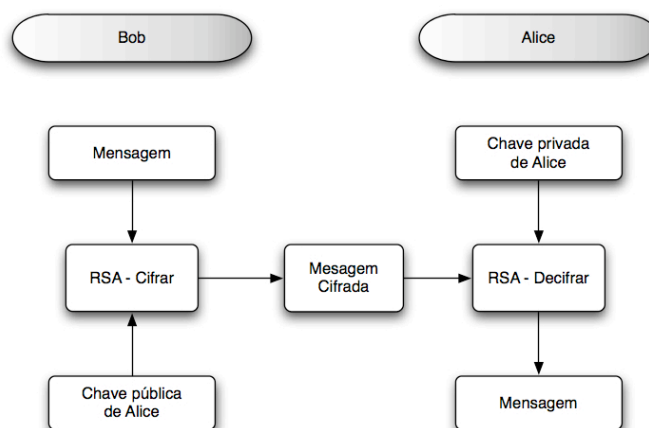 Bob
Alice
Mensagem
Chave privada
de Alice
RSA - Cifrar
Mesagem
Cifrada
RSA - Decifrar
Chave pública
de Alice
Mensagem